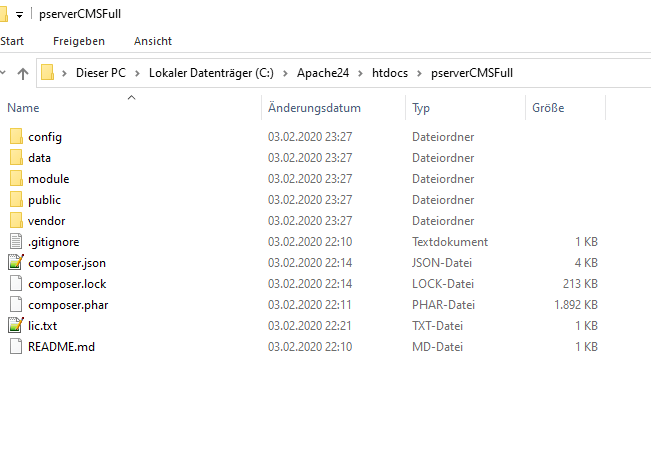 pserverCMSFull
Start Freigeben Ansicht
Dieser PC > Lokaler Datenträger (C:) > Apache24 > htdocs > pserverCMSFull
Name Änderungsdatum Typ Größe
config 03.02.2020 23:27 Dateiordner
data 03.02.2020 23:27 Dateiordner
module 03.02.2020 23:27 Dateiordner
public 03.02.2020 23:27 Dateiordner
vendor 03.02.2020 23:27 Dateiordner
.gitignore 03.02.2020 22:10 Textdokument 1 KB
composer.json 03.02.2020 22:14 JSON-Datei 4 KB
composer.lock 03.02.2020 22:14 LOCK-Datei 213 KB
composer.phar 03.02.2020 22:11 PHAR-Datei 1.892 KB
lic.txt 03.02.2020 22:21 TXT-Datei 1 KB
README.md 03.02.2020 22:10 MD-Datei 1 KB